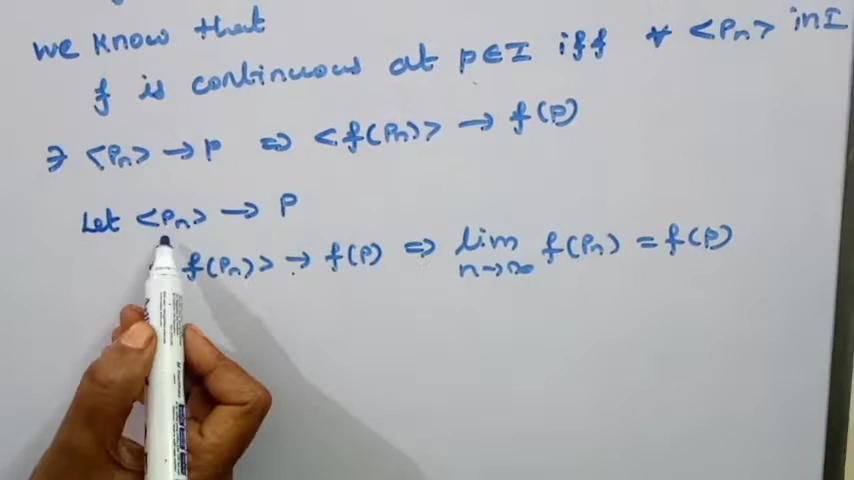 we know that
f is continuous at p∈I iff ∀ <Pn> in I
∋ <Pn> → p ⇒ <f(Pn)> → f(p)
Let <Pn> → P
f(Pn)> → f(p) ⇒ lim n→∞ f(Pn) = f(p)